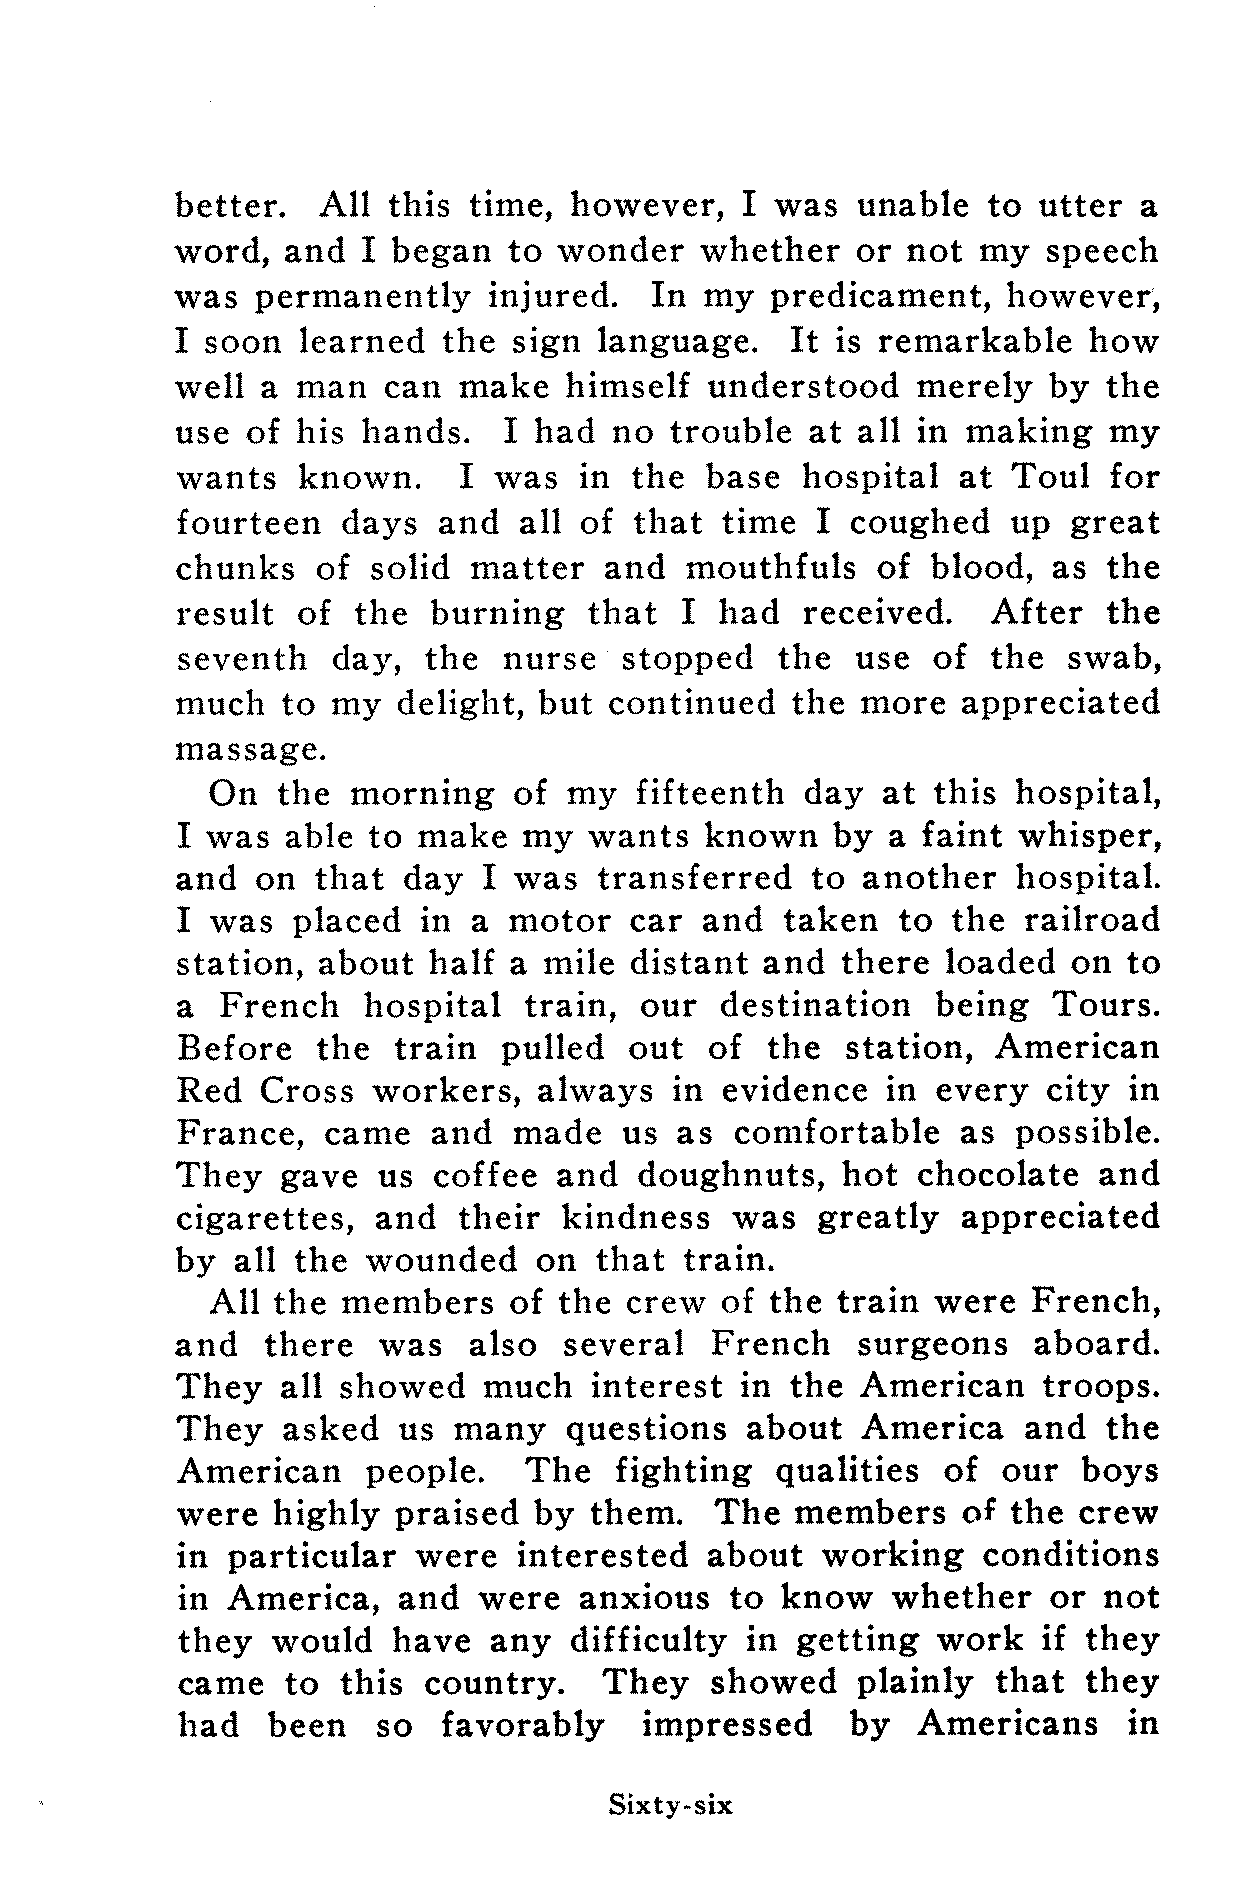 better. All this time, however, I was unable to utter a
word, and I began to wonder whether or not my speech
was permanently injured. In my predicament, however,
I soon learned the sign language. It is remarkable how
well a man can make himself understood merely by the
use of his hands. I had no trouble at all in making my
wants known. I was in the base hospital at Toul for
fourteen days and all of that time I coughed up great
chunks of solid matter and mouthfuls of blood, as the
result of the burning that I had received. After the
seventh day, the nurse stopped the use of the swab,
much to my delight, but continued the more appreciated
massage.
On the morning of my fifteenth day at this hospital,
I was able to make my wants known by a faint whisper,
and on that day I was transferred to another hospital.
I was placed in a motor car and taken to the railroad
station, about half a mile distant and there loaded on to
a French hospital train, our destination being Tours.
Before the train pulled out of the station, American
Red Cross workers, always in evidence in every city in
France, came and made us as comfortable as possible.
They gave us coffee and doughnuts, hot chocolate and
cigarettes, and their kindness was greatly appreciated
by all the wounded on that train.
All the members of the crew of the train were French,
and there was also several French surgeons aboard.
They all showed much interest in the American troops.
They asked us many questions about America and the
American people. The fighting qualities of our boys
were highly praised by them. The members of the crew
in particular were interested about working conditions
in America, and were anxious to know whether or not
they would have any difficulty in getting work if they
came to this country. They showed plainly that they
had been so favorably impressed by Americans in
Sixty-six